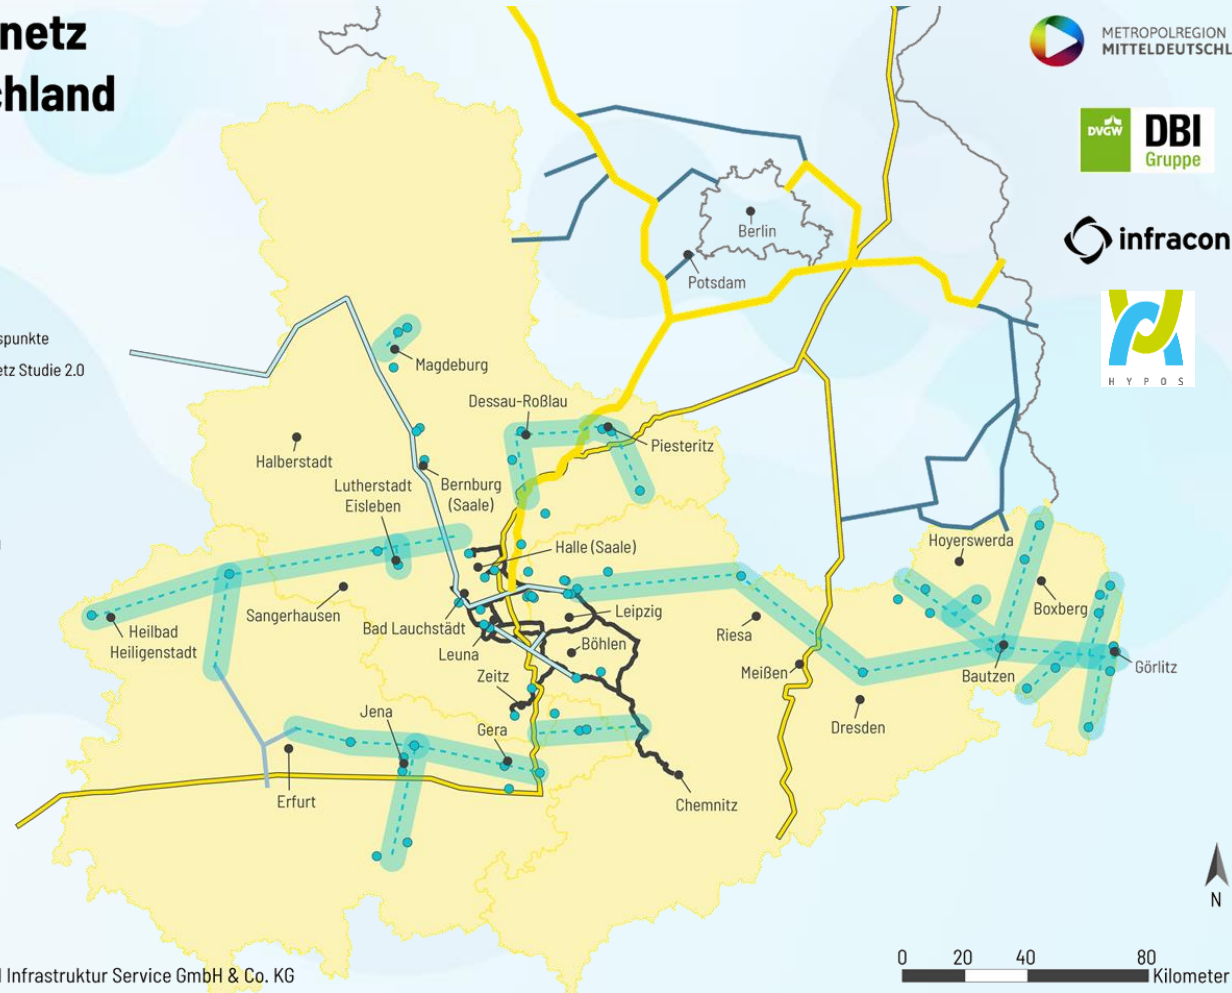 netz
chland
METROPOLREGION
MITTELDEUTSCHL
DVGW
DBI
Gruppe
infracon
HYPOS
spunkte
etz Studie 2.0
Berlin
Potsdam
Magdeburg
Dessau-Roßlau
Piesteritz
Halberstadt
Lutherstadt
Eisleben
Bernburg
(Saale)
Halle (Saale)
Hoyerswerda
Boxberg
Sangerhausen
Heilbad
Heiligenstadt
Bad Lauchstädt
Leuna
Leipzig
Böhlen
Riesa
Zeitz
Meißen
Bautzen
Görlitz
Jena
Gera
Dresden
Erfurt
Chemnitz
N
0 20 40 80
Kilometer
Infrastruktur Service GmbH & Co. KG